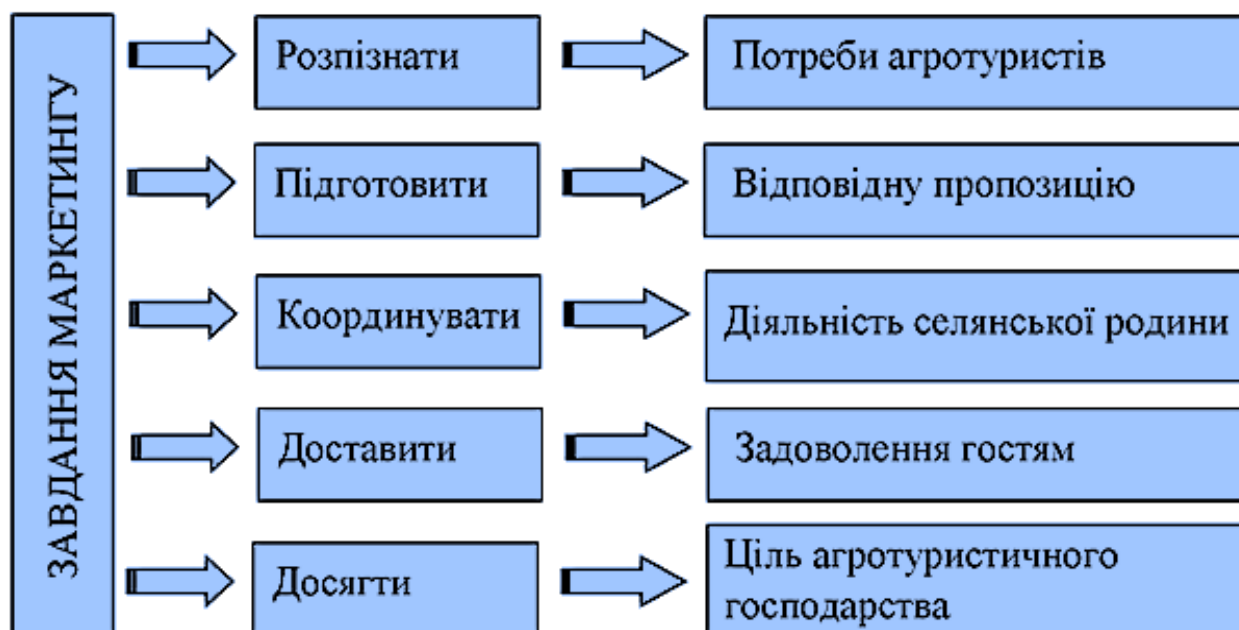 ЗАВДАННЯ МАРКЕТИНГУ
Розпізнати
Потреби агротуристів
Підготовити
Відповідну пропозицію
Координувати
Діяльність селянської родини
Доставити
Задоволення гостям
Досягти
Ціль агротуристичного
господарства